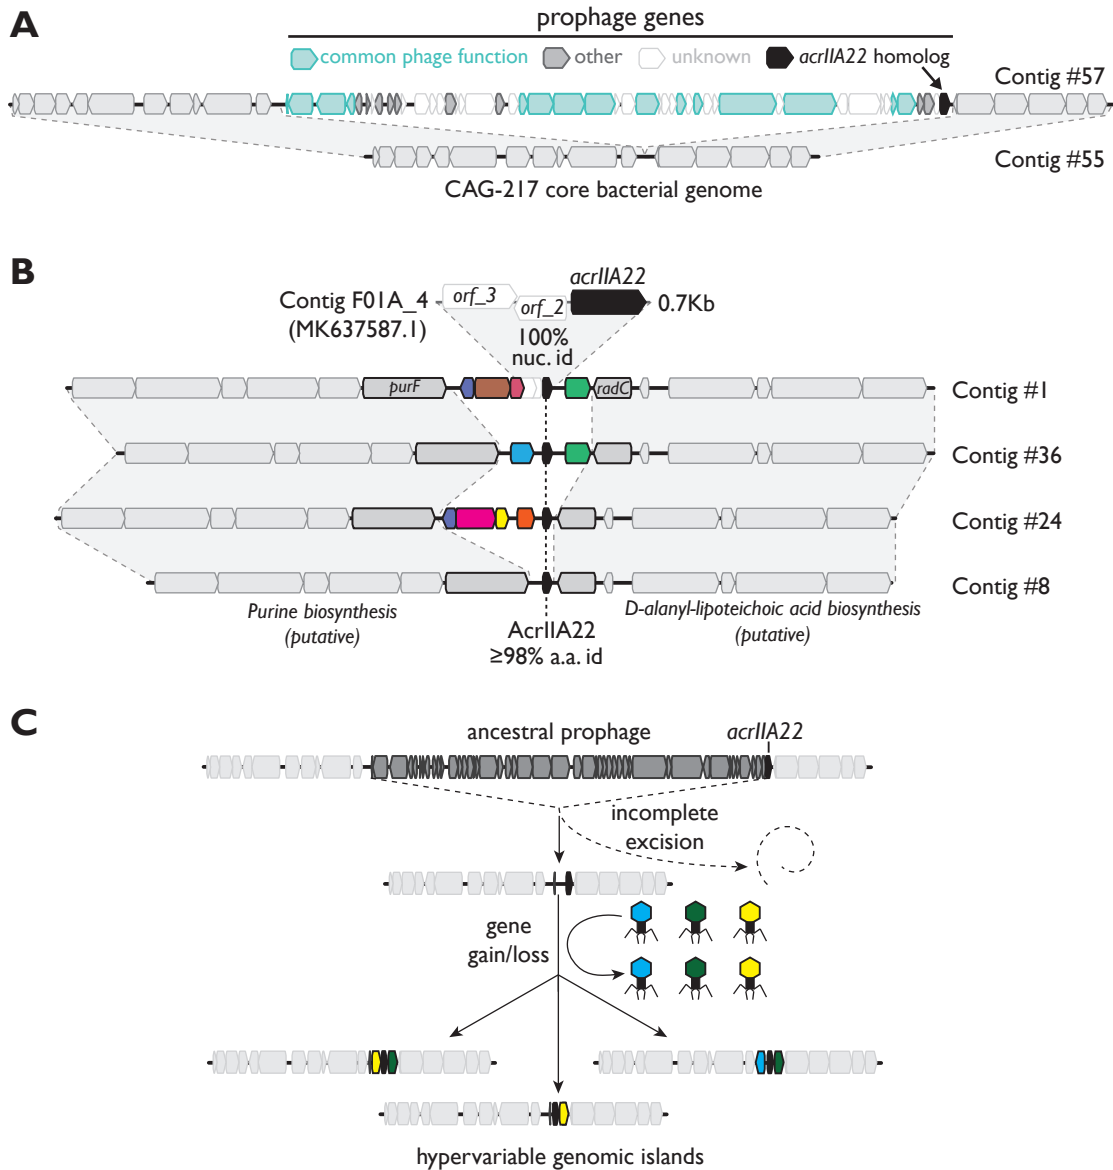 A
prophage genes
common phage function
other
unknown
acrIIA22 homolog
Contig #57
Contig #55
CAG-217 core bacterial genome
B
acrIIA22
Contig F01A_4
(MK637587.1)
orf_3
orf_2
0.7Kb
100%
nuc. id
purF
radC
Contig #1
Contig #36
Contig #24
Contig #8
Purine biosynthesis
(putative)
D-alanyl-lipoteichoic acid biosynthesis
(putative)
AcrIIA22
≥98% a.a. id
C
ancestral prophage
acrIIA22
incomplete
excision
gene
gain/loss
hypervariable genomic islands